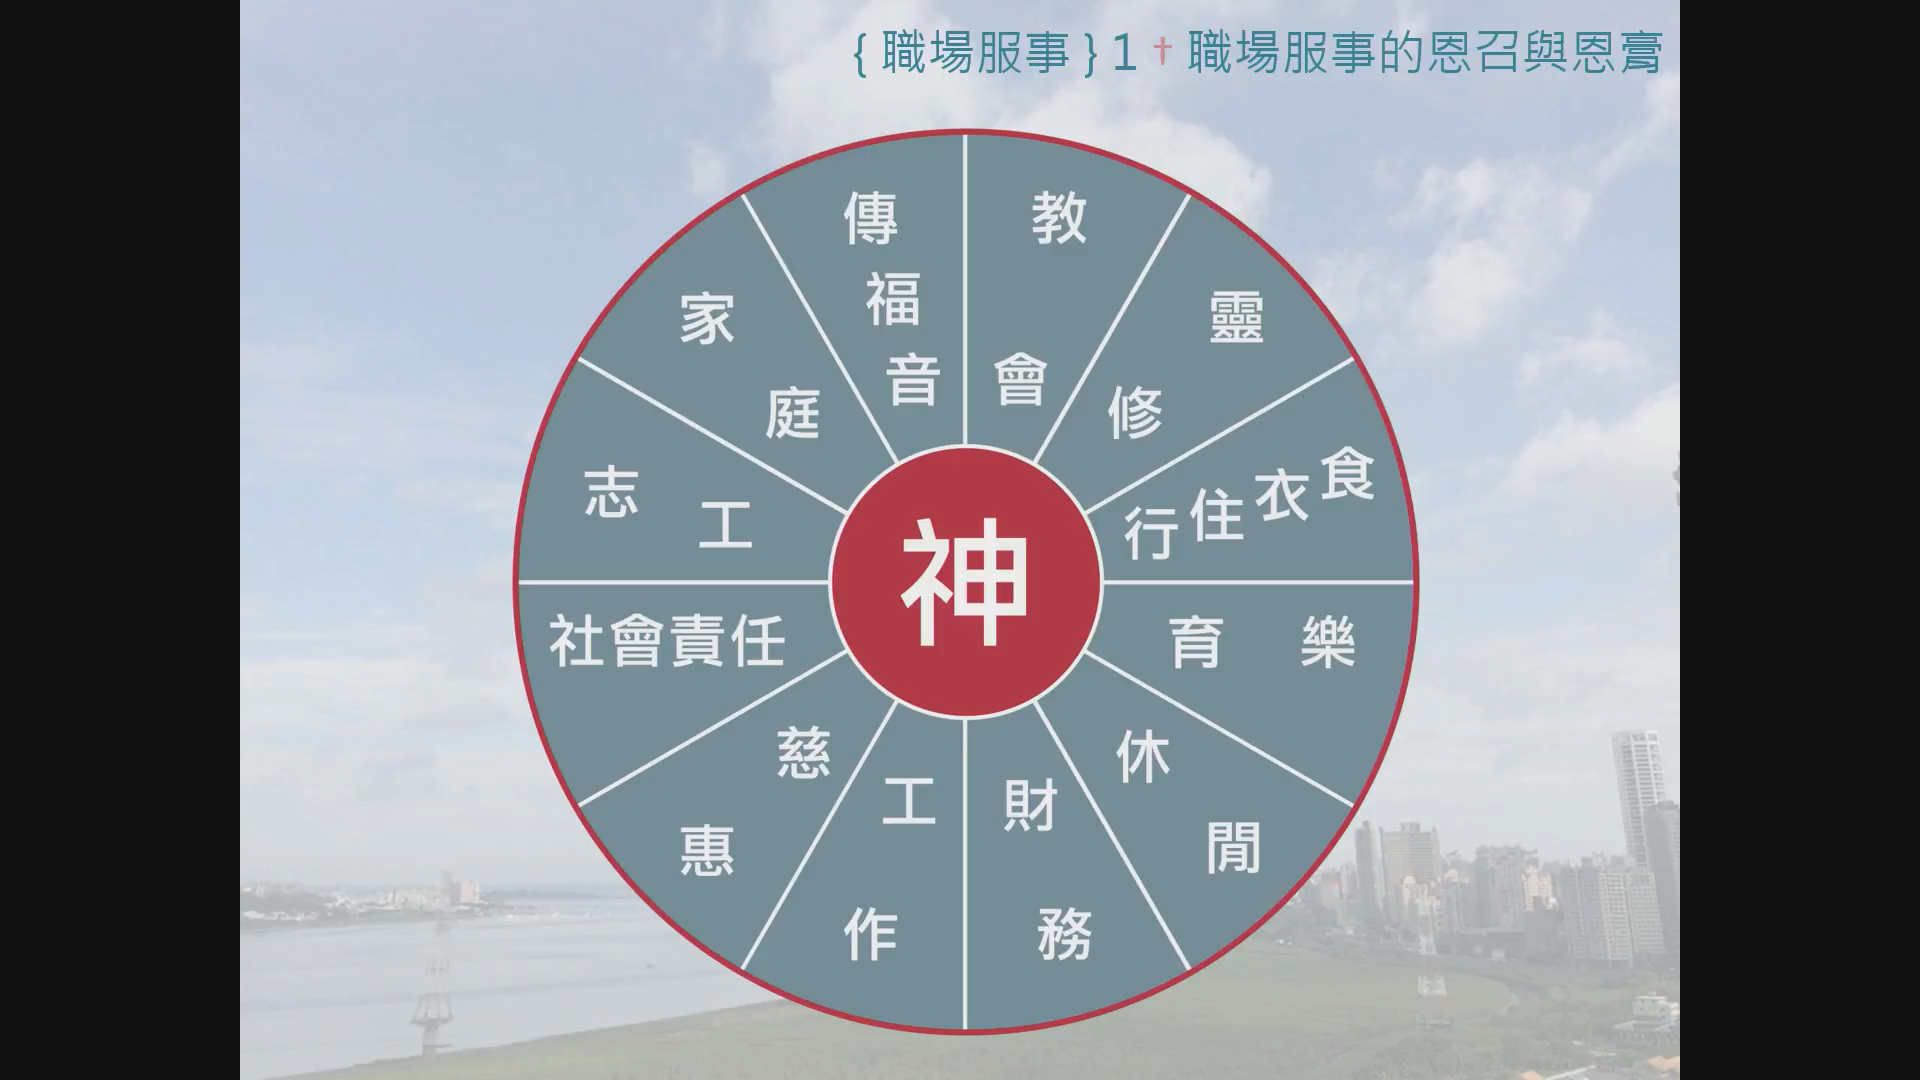 { 職場服事 } 1 † 職場服事的恩召與恩膏
神
教會
靈修
食衣住行
育樂
休閒
財務
工作
慈惠
社會責任
志工
家庭
傳福音